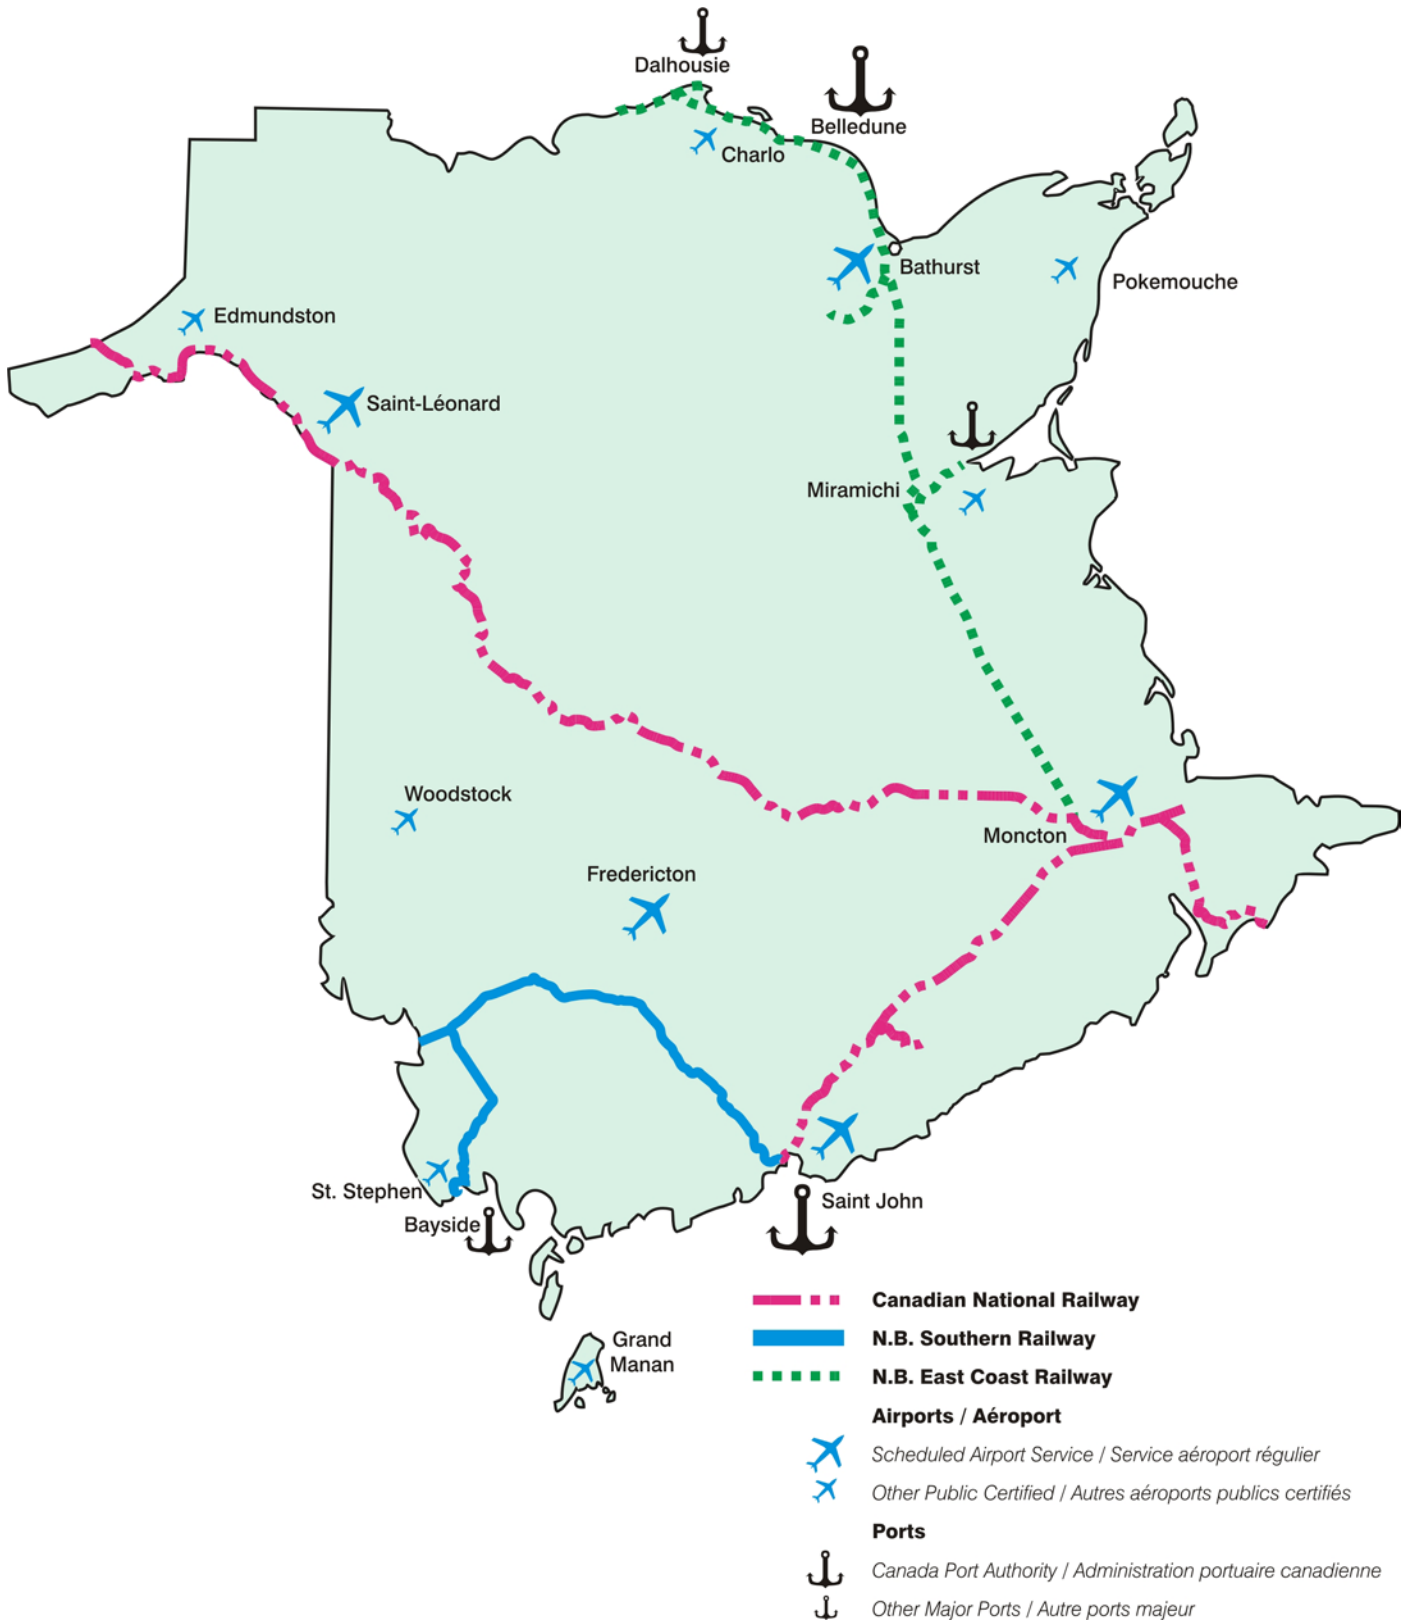 Dalhousie
Belledune
Charlo
Bathurst
Pokemouche
Edmundston
Saint-Léonard
Miramichi
Woodstock
Moncton
Fredericton
St. Stephen
Bayside
Saint John
Grand
Manan
Canadian National Railway
N.B. Southern Railway
N.B. East Coast Railway
Airports / Aéroport
Scheduled Airport Service / Service aéroport régulier
Other Public Certified / Autres aéroports publics certifiés
Ports
Canada Port Authority / Administration portuaire canadienne
Other Major Ports / Autre ports majeur